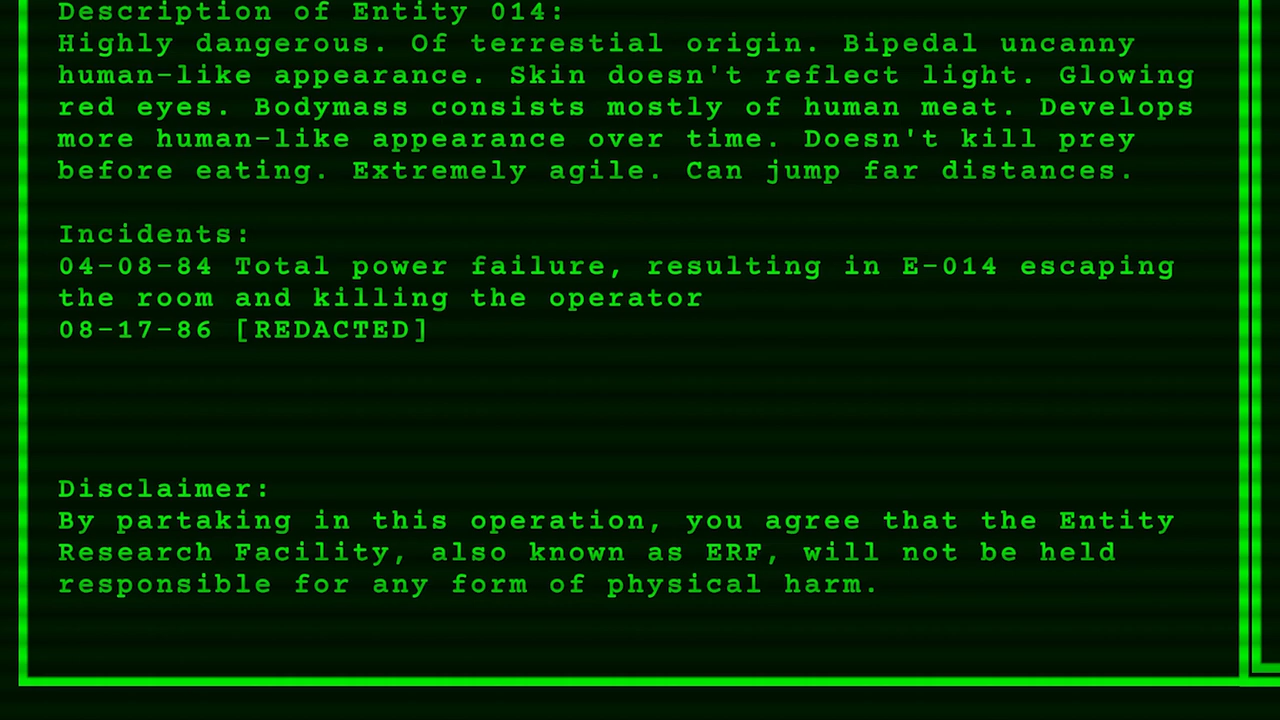 Description of Entity 014:
Highly dangerous. Of terrestial origin. Bipedal uncanny
human-like appearance. Skin doesn't reflect light. Glowing
red eyes. Bodymass consists mostly of human meat. Develops
more human-like appearance over time. Doesn't kill prey
before eating. Extremely agile. Can jump far distances.
Incidents:
04-08-84 Total power failure, resulting in E-014 escaping
the room and killing the operator
08-17-86 [REDACTED]
Disclaimer:
By partaking in this operation, you agree that the Entity
Research Facility, also known as ERF, will not be held
responsible for any form of physical harm.